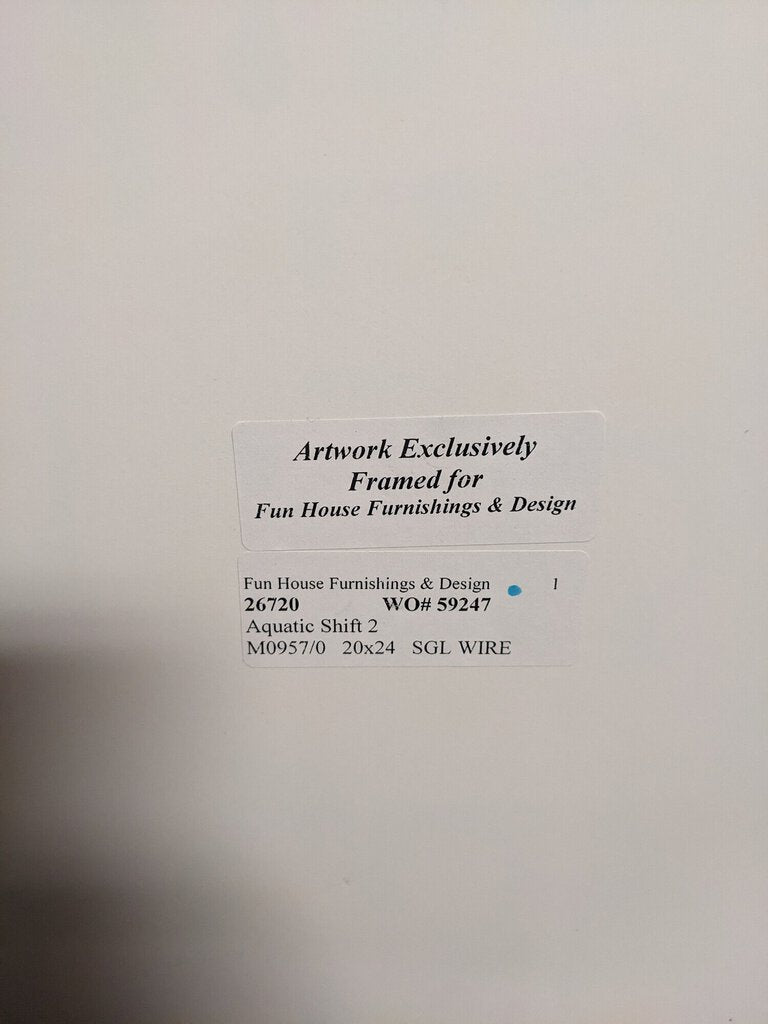 Artwork Exclusively
Framed for
Fun House Furnishings & Design
Fun House Furnishings & Design 1
26720 WO# 59247
Aquatic Shift 2
M0957/0 20x24 SGL WIRE